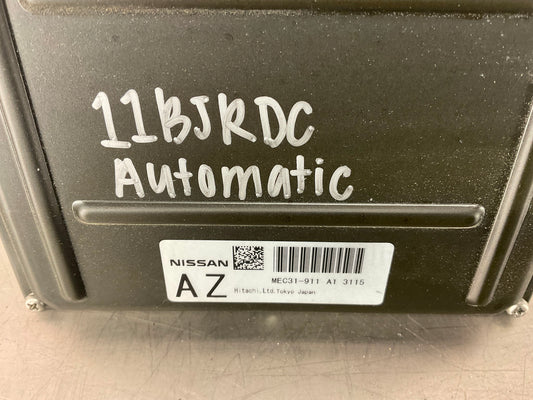 11BJRDC
Automatic
NISSAN
AZ
MEC31-911 A1 3115
Hitachi,Ltd.Tokyo Japan